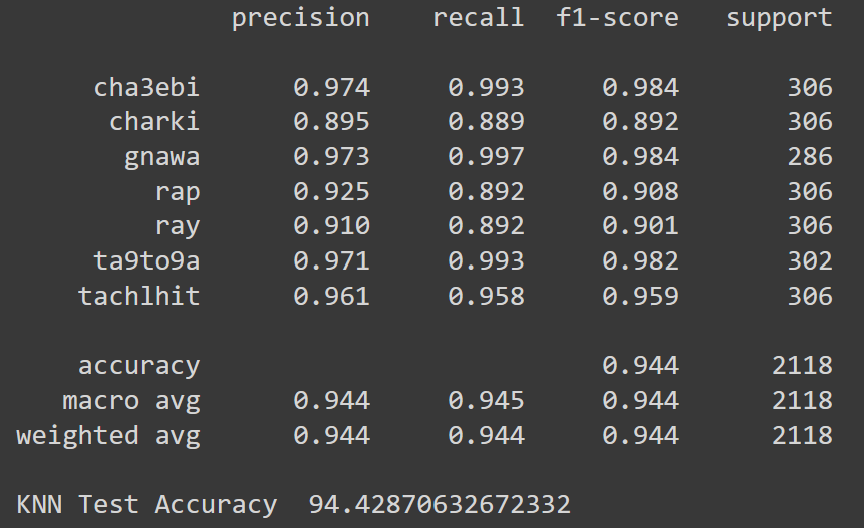 precision recall f1-score support
cha3ebi 0.974 0.993 0.984 306
charki 0.895 0.889 0.892 306
gnawa 0.973 0.997 0.984 286
rap 0.925 0.892 0.908 306
ray 0.910 0.892 0.901 306
ta9to9a 0.971 0.993 0.982 302
tachlhit 0.961 0.958 0.959 306
accuracy 0.944 2118
macro avg 0.944 0.945 0.944 2118
weighted avg 0.944 0.944 0.944 2118
KNN Test Accuracy 94.42870632672332